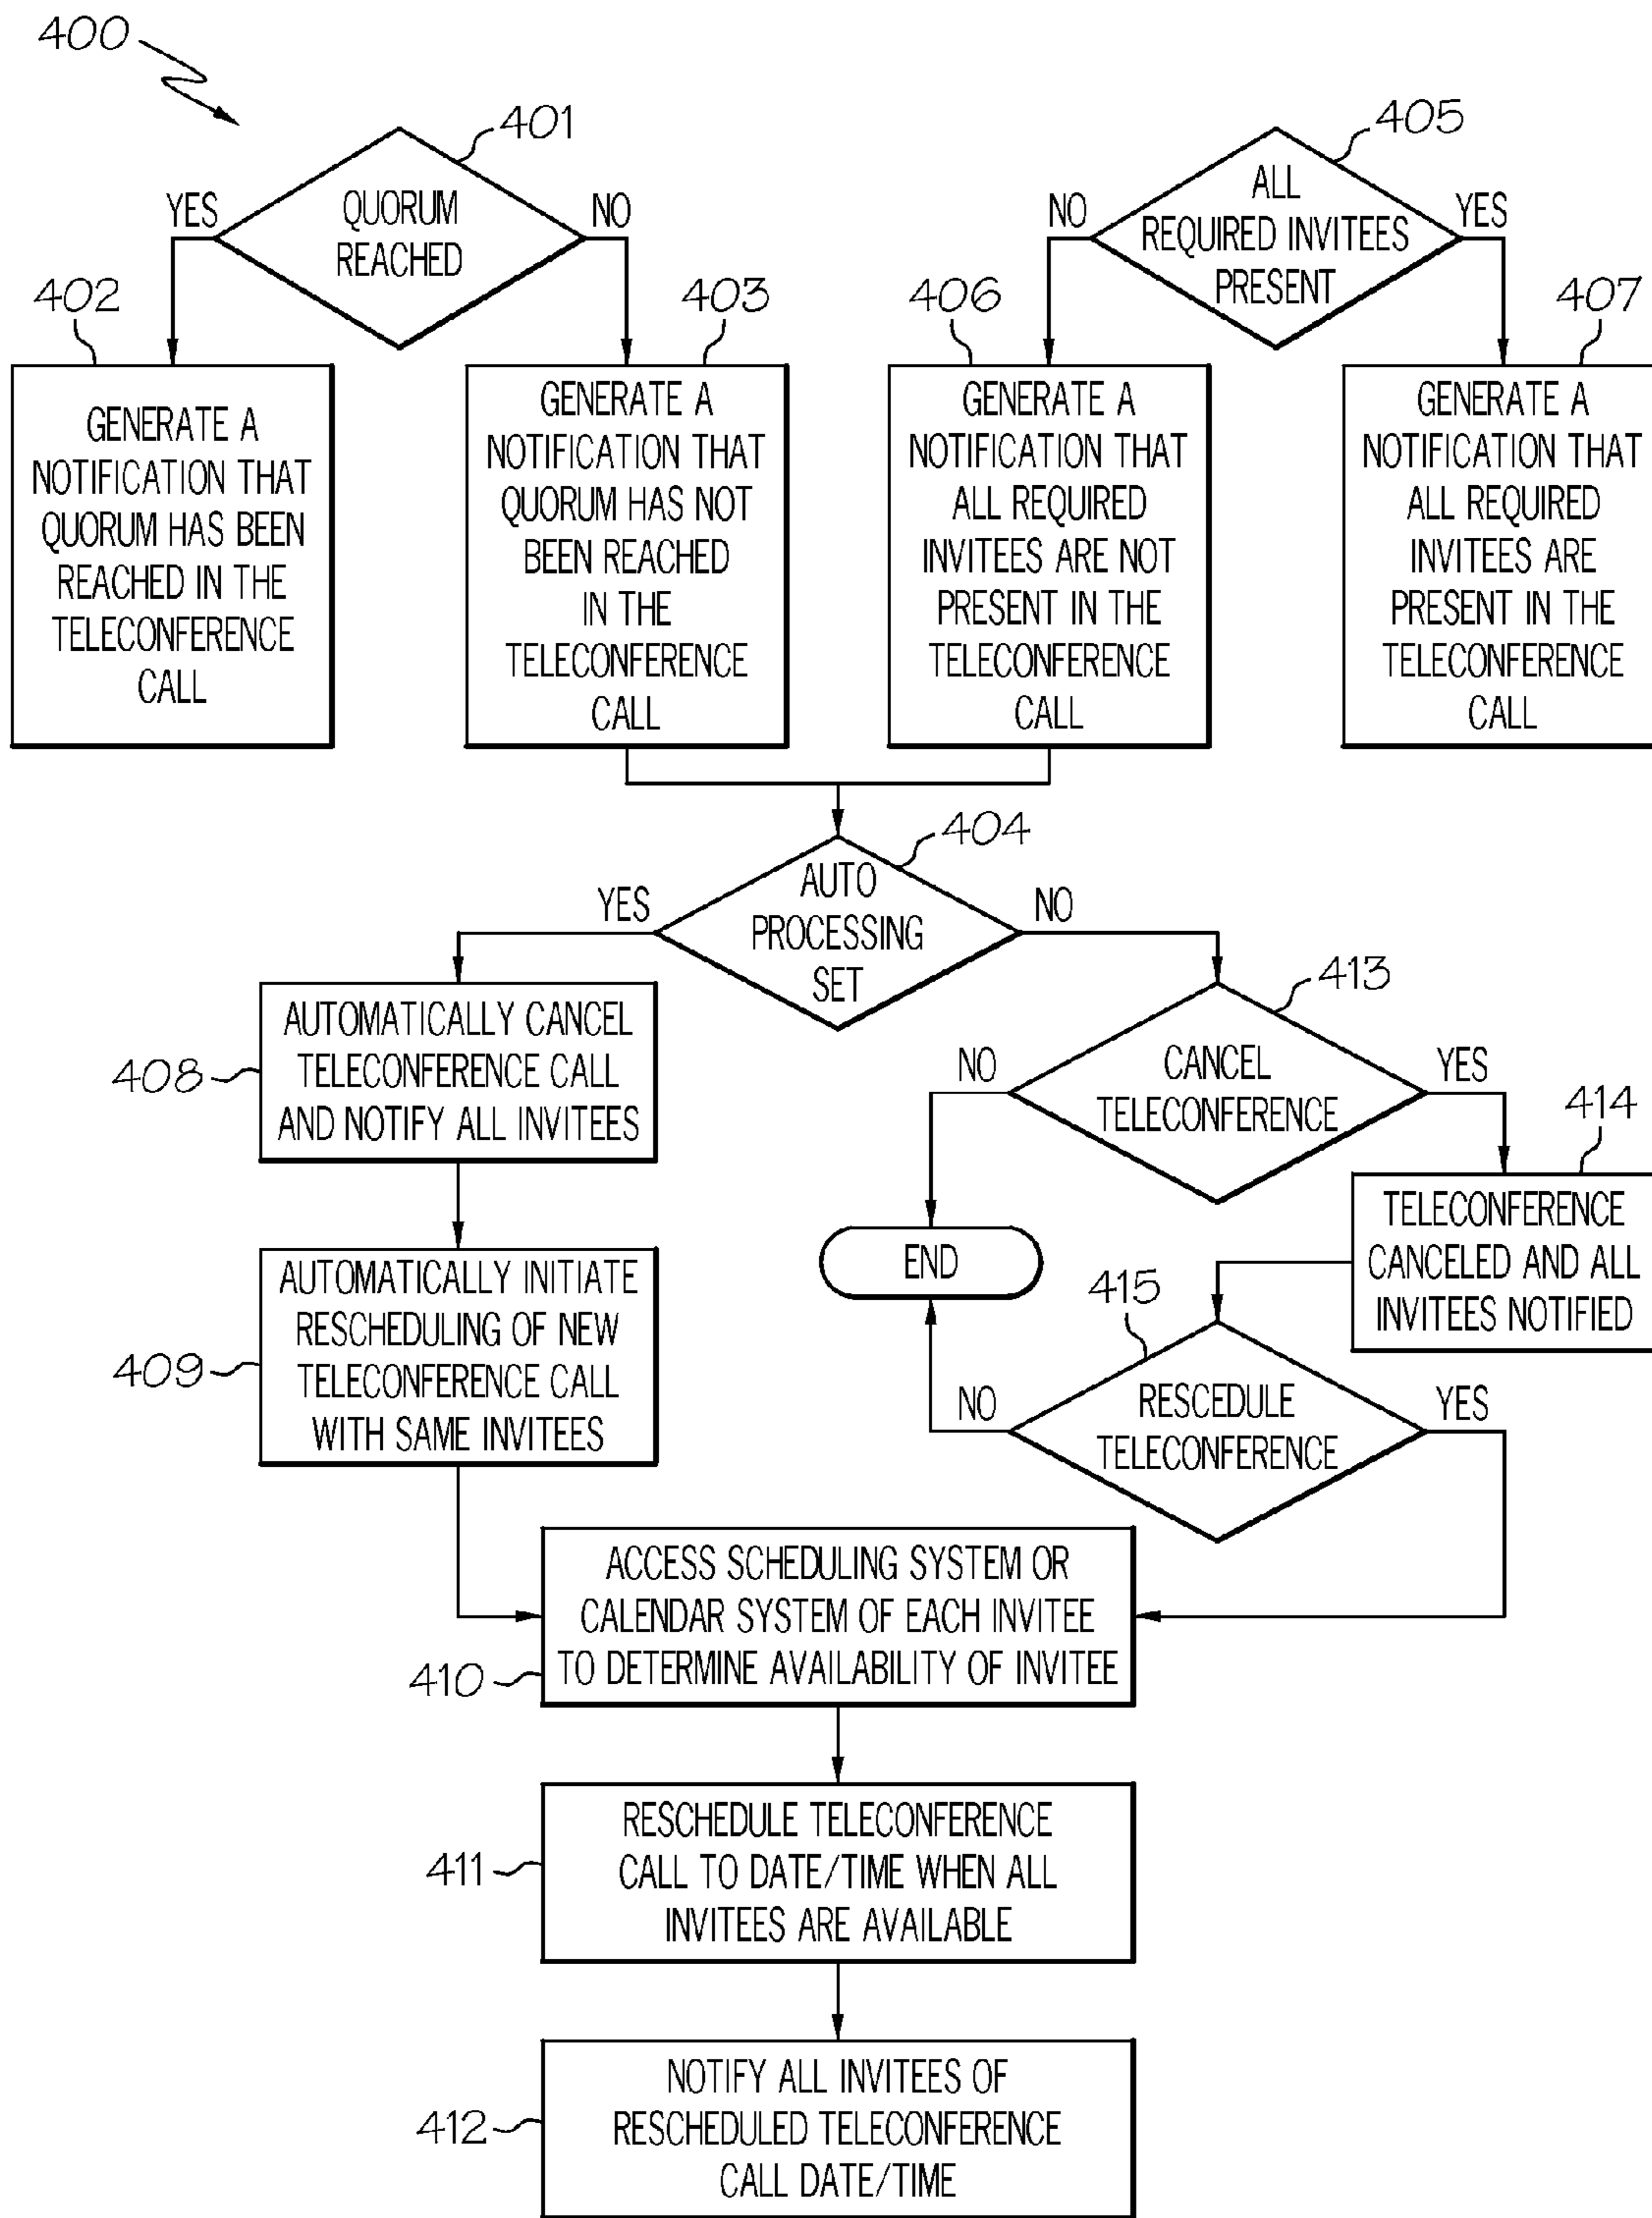 400
401
QUORUM
REACHED
YES
NO
405
ALL
REQUIRED INVITEES
PRESENT
NO
YES
402
GENERATE A
NOTIFICATION THAT
QUORUM HAS BEEN
REACHED IN THE
TELECONFERENCE
CALL
403
GENERATE A
NOTIFICATION THAT
QUORUM HAS NOT
BEEN REACHED
IN THE
TELECONFERENCE
CALL
406
GENERATE A
NOTIFICATION THAT
ALL REQUIRED
INVITEES ARE NOT
PRESENT IN THE
TELECONFERENCE
CALL
407
GENERATE A
NOTIFICATION THAT
ALL REQUIRED
INVITEES ARE
PRESENT IN THE
TELECONFERENCE
CALL
404
AUTO
PROCESSING
SET
YES
NO
408
AUTOMATICALLY CANCEL
TELECONFERENCE CALL
AND NOTIFY ALL INVITEES
413
CANCEL
TELECONFERENCE
NO
YES
414
TELECONFERENCE
CANCELED AND ALL
INVITEES NOTIFIED
END
409
AUTOMATICALLY INITIATE
RESCHEDULING OF NEW
TELECONFERENCE CALL
WITH SAME INVITEES
415
RESCEDULE
TELECONFERENCE
NO
YES
410
ACCESS SCHEDULING SYSTEM OR
CALENDAR SYSTEM OF EACH INVITEE
TO DETERMINE AVAILABILITY OF INVITEE
411
RESCHEDULE TELECONFERENCE
CALL TO DATE/TIME WHEN ALL
INVITEES ARE AVAILABLE
412
NOTIFY ALL INVITEES OF
RESCHEDULED TELECONFERENCE
CALL DATE/TIME